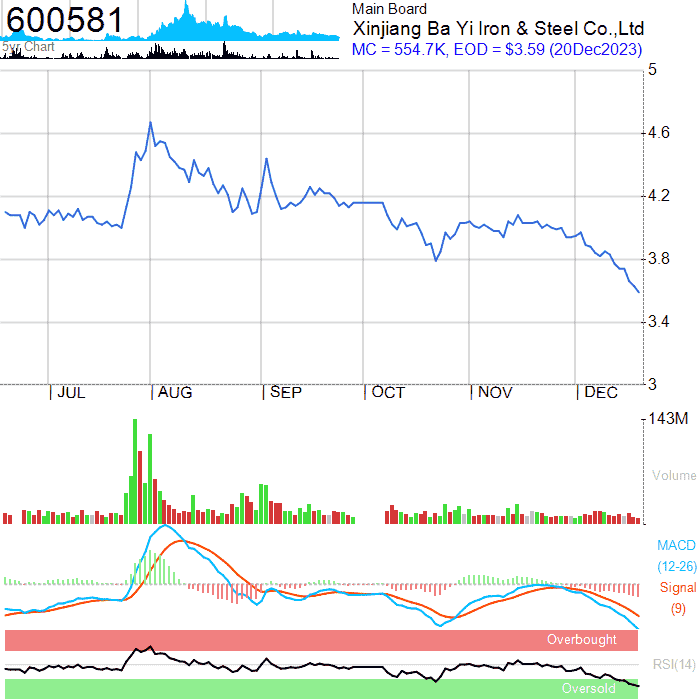 600581
5yr Chart
Main Board
Xinjiang Ba Yi Iron & Steel Co.,Ltd
MC = 554.7K, EOD = $3.59 (20Dec2023)
5
4.6
4.2
3.8
3.4
3
JUL AUG SEP OCT NOV DEC
143M
Volume
MACD
(12-26)
Signal
(9)
Overbought
RSI(14)
Oversold